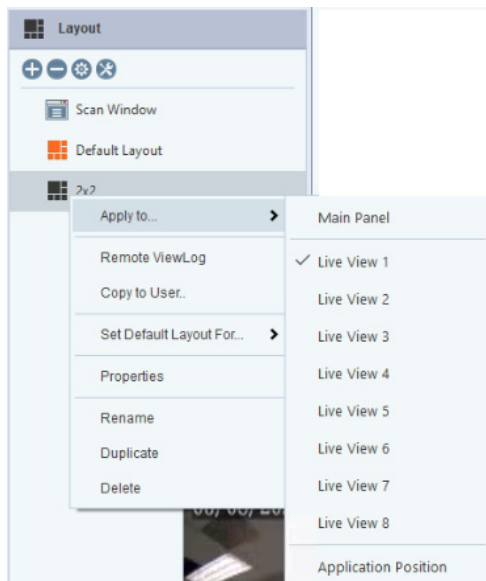 Layout
Scan Window
Default Layout
2x2
Apply to...
Remote ViewLog
Copy to User..
Set Default Layout For...
Properties
Rename
Duplicate
Delete
Main Panel
Live View 1
Live View 2
Live View 3
Live View 4
Live View 5
Live View 6
Live View 7
Live View 8
Application Position